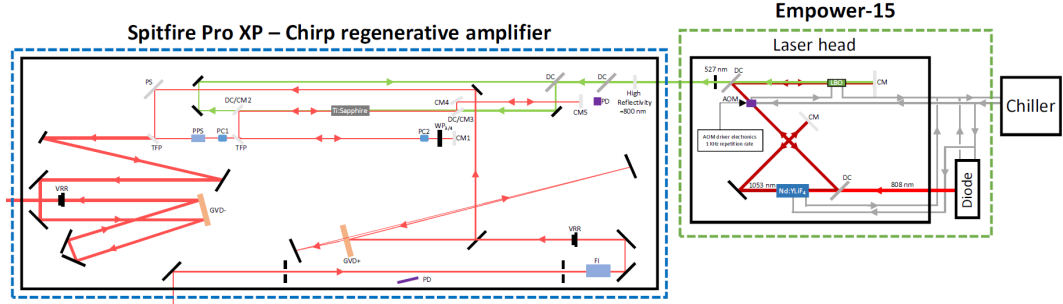 Spitfire Pro XP – Chirp regenerative amplifier
Empower-15
PS
DC/CM2
Ti:Sapphire
CM4
DC/CM3
DC
DC
CM5
PD
High
Reflectivity
~800 nm
TFP
PPS
PC1
TFP
PC2
WPλ/4
CM1
VRR
GVD-
GVD+
VRR
FI
PD
Laser head
527 nm
DC
LBO
CM
AOM
AOM driver electronics
1 KHz repetition rate
CM
1053 nm
Nd:YLiF4
DC
808 nm
Diode
Chiller